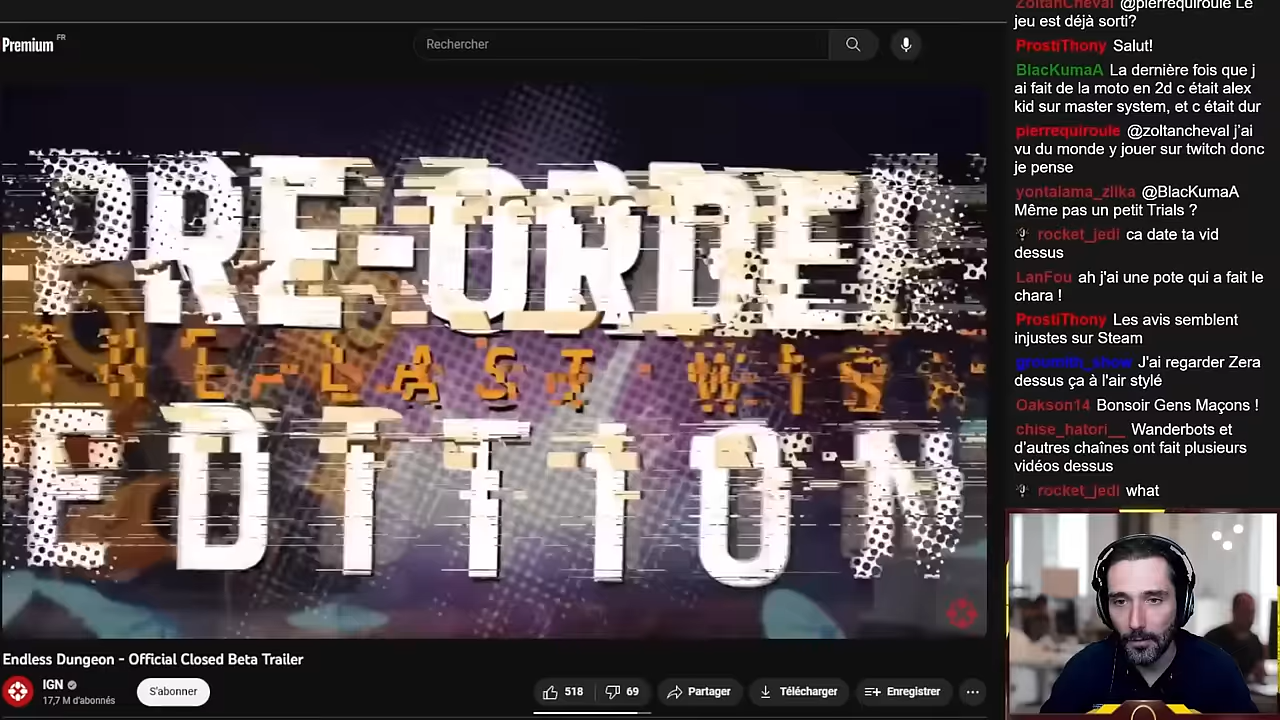 Premium FR
Rechercher
PRE-ORDER
THE LAST WISH
EDITION
Endless Dungeon - Official Closed Beta Trailer
IGN
17,7 M d'abonnés
S'abonner
518
69
Partager
Télécharger
Enregistrer
ZoltanCheval @pierrequiroule Le
jeu est déjà sorti?
ProstiThony Salut!
BlacKumaA La dernière fois que j
ai fait de la moto en 2d c était alex
kid sur master system, et c était dur
pierrequiroule @zoltancheval j'ai
vu du monde y jouer sur twitch donc
je pense
yontalama_zlika @BlacKumaA
Même pas un petit Trials ?
rocket_jedi ca date ta vid
dessus
LanFou ah j'ai une pote qui a fait le
chara !
ProstiThony Les avis semblent
injustes sur Steam
groumith_show J'ai regarder Zera
dessus ça à l'air stylé
Oakson14 Bonsoir Gens Maçons !
chise_hatori__ Wanderbots et
d'autres chaînes ont fait plusieurs
vidéos dessus
rocket_jedi what